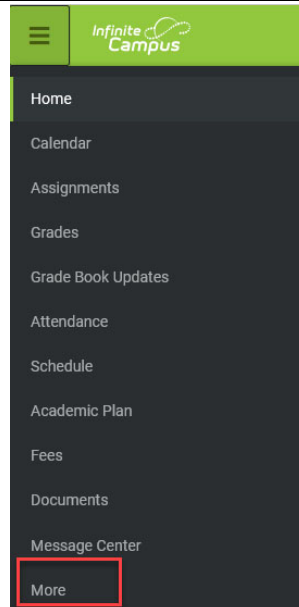 Infinite
Campus
Home
Calendar
Assignments
Grades
Grade Book Updates
Attendance
Schedule
Academic Plan
Fees
Documents
Message Center
More